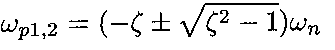 ω_{p1,2} = (−ζ ± √(ζ² − 1))ω_n